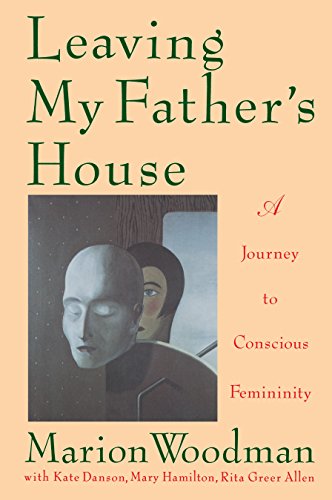 Leaving
My Father's
House
A
Journey
to
Conscious
Femininity
Marion Woodman
with Kate Danson, Mary Hamilton, Rita Greer Allen